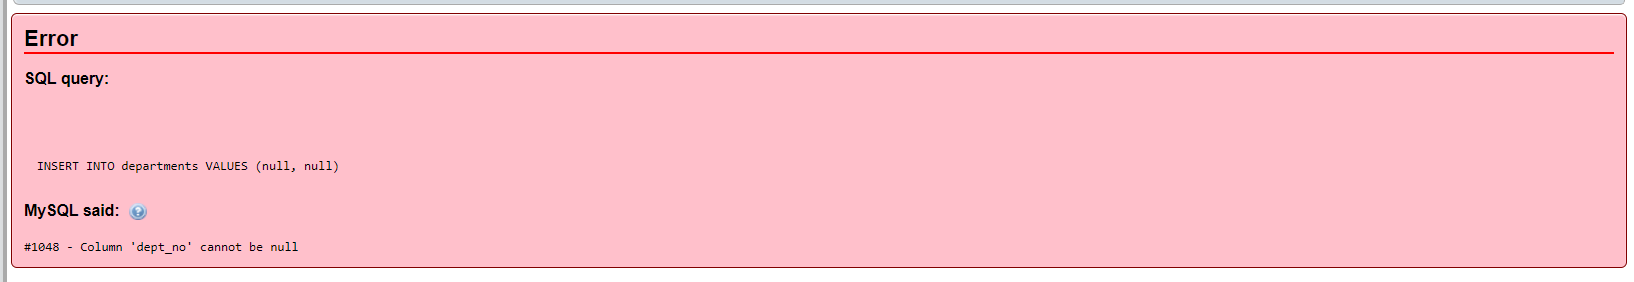 Error
SQL query:
INSERT INTO departments VALUES (null, null)
MySQL said:
#1048 - Column 'dept_no' cannot be null